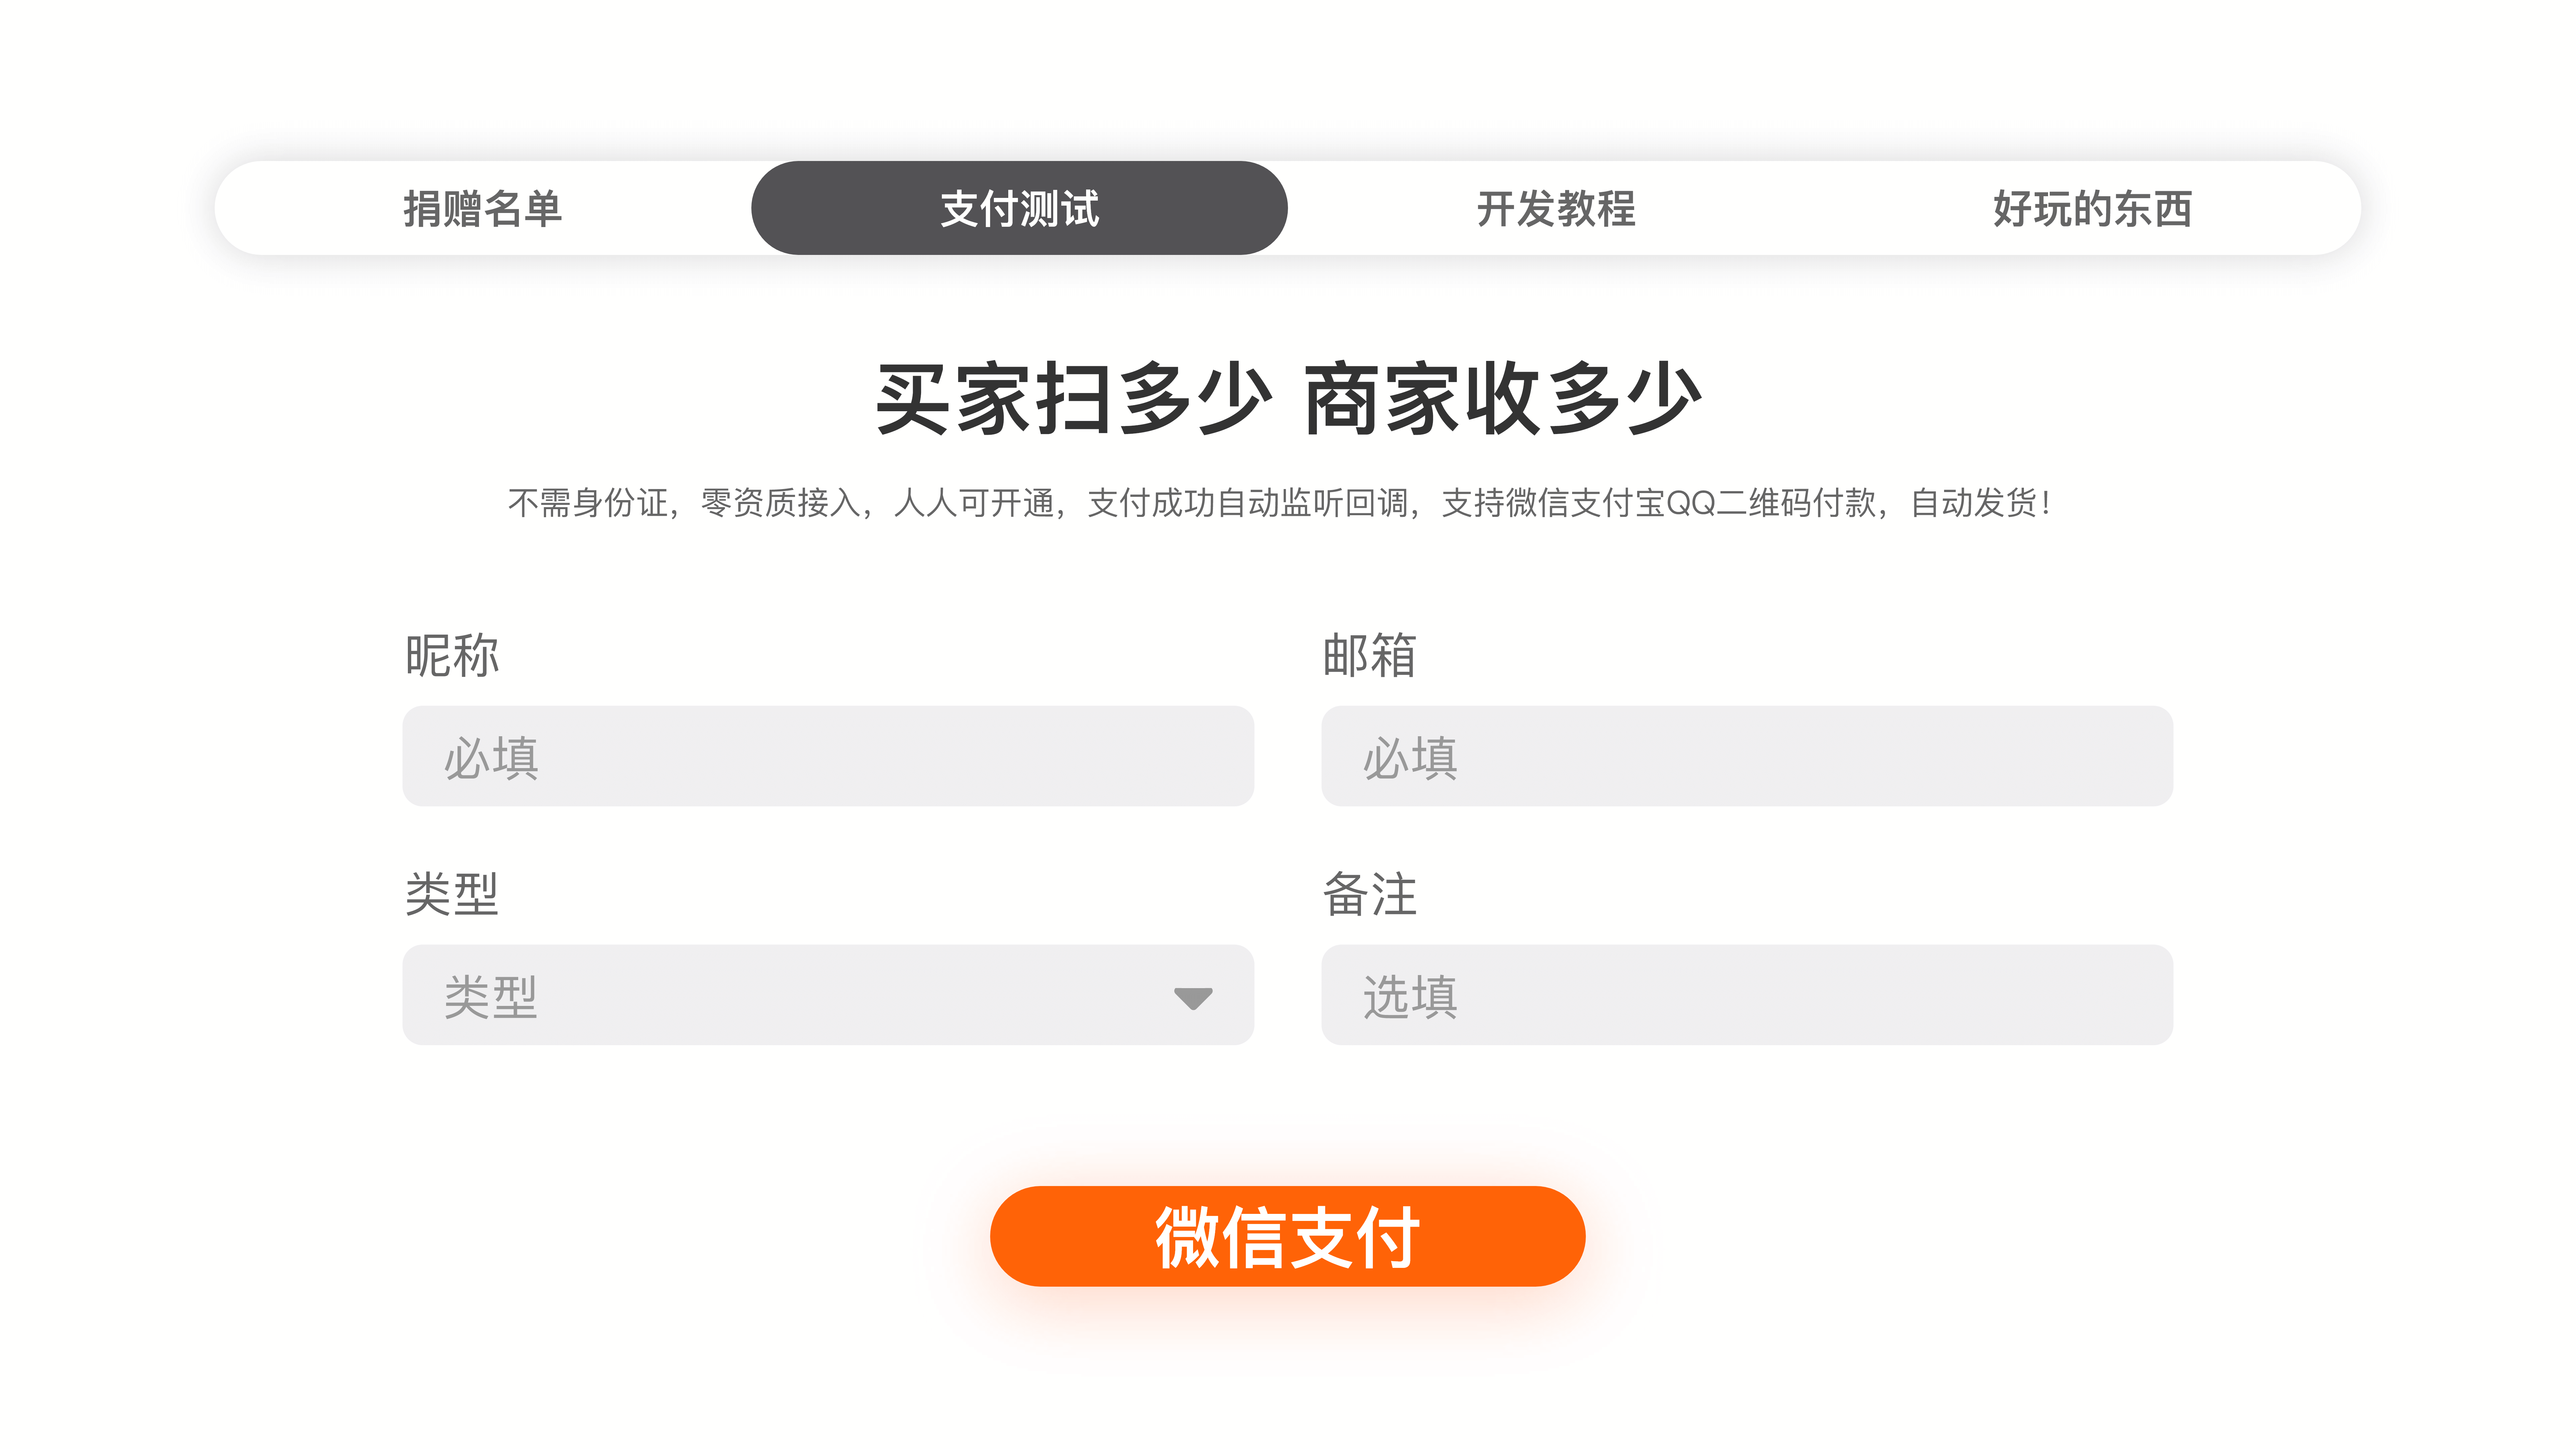 捐赠名单 支付测试 开发教程 好玩的东西
买家扫多少 商家收多少
不需身份证，零资质接入，人人可开通，支付成功自动监听回调，支持微信支付宝QQ二维码付款，自动发货！
昵称 邮箱
必填 必填
类型 备注
类型 选填
微信支付